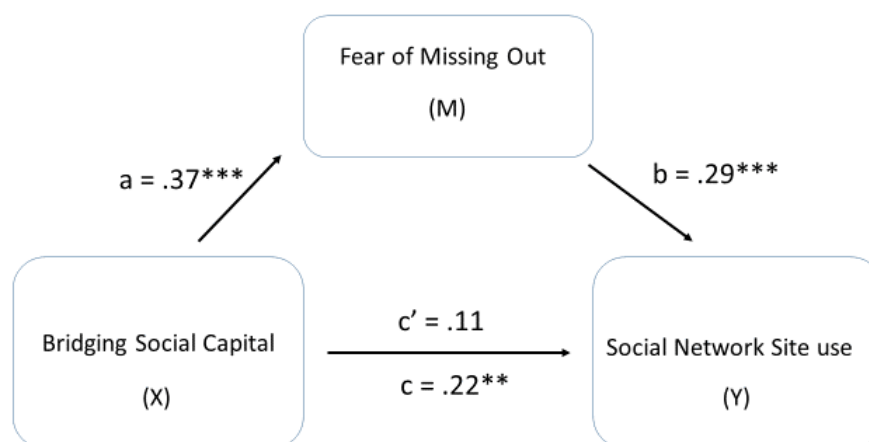 Fear of Missing Out
(M)
a = .37***
b = .29***
Bridging Social Capital
(X)
c’ = .11
c = .22**
Social Network Site use
(Y)